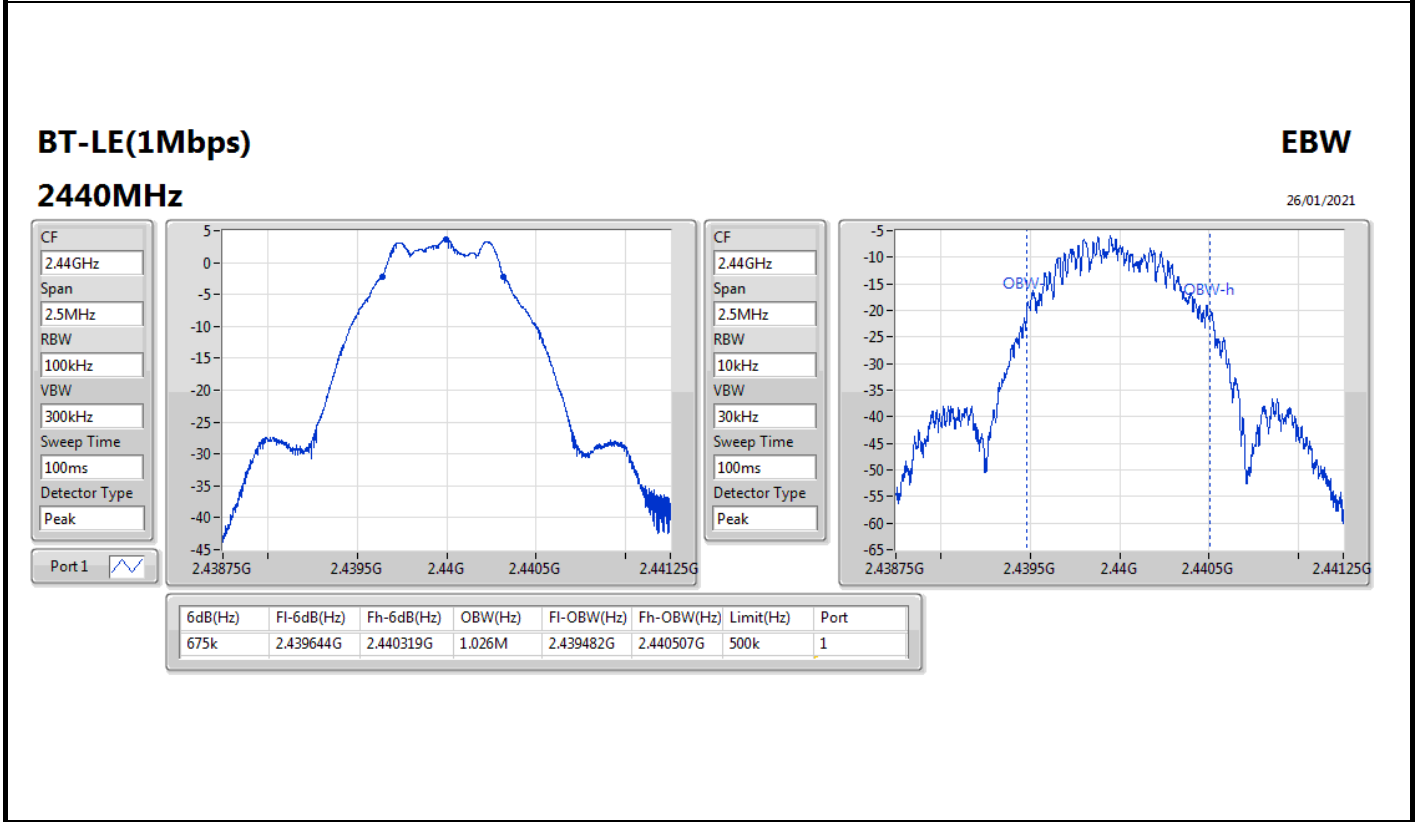 BT-LE(1Mbps)
EBW
2440MHz
26/01/2021
CF
2.44GHz
Span
2.5MHz
RBW
100kHz
VBW
300kHz
Sweep Time
100ms
Detector Type
Peak
Port 1
5
0
-5
-10
-15
-20
-25
-30
-35
-40
-45
2.43875G 2.4395G 2.44G 2.4405G 2.44125G
CF
2.44GHz
Span
2.5MHz
RBW
10kHz
VBW
30kHz
Sweep Time
100ms
Detector Type
Peak
-5
-10
-15
-20
-25
-30
-35
-40
-45
-50
-55
-60
-65
OBW-
OBW-h
2.43875G 2.4395G 2.44G 2.4405G 2.44125G
6dB(Hz) Fl-6dB(Hz) Fh-6dB(Hz) OBW(Hz) Fl-OBW(Hz) Fh-OBW(Hz) Limit(Hz) Port
675k 2.439644G 2.440319G 1.026M 2.439482G 2.440507G 500k 1